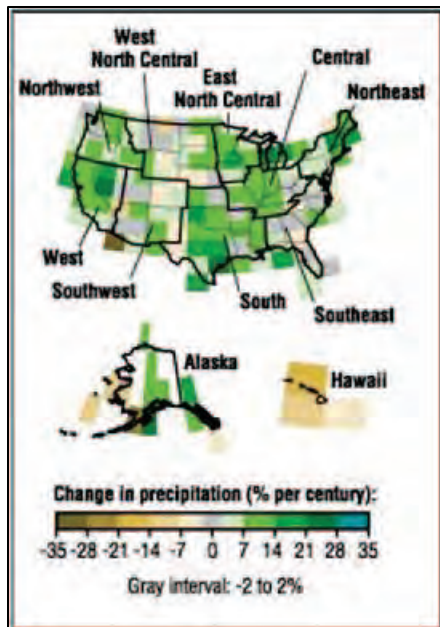 West
North Central
Central
East
North Central
Northwest
Northeast
West
Southwest
South
Southeast
Alaska
Hawaii
Change in precipitation (% per century):
-35 -28 -21 -14 -7 0 7 14 21 28 35
Gray interval: -2 to 2%